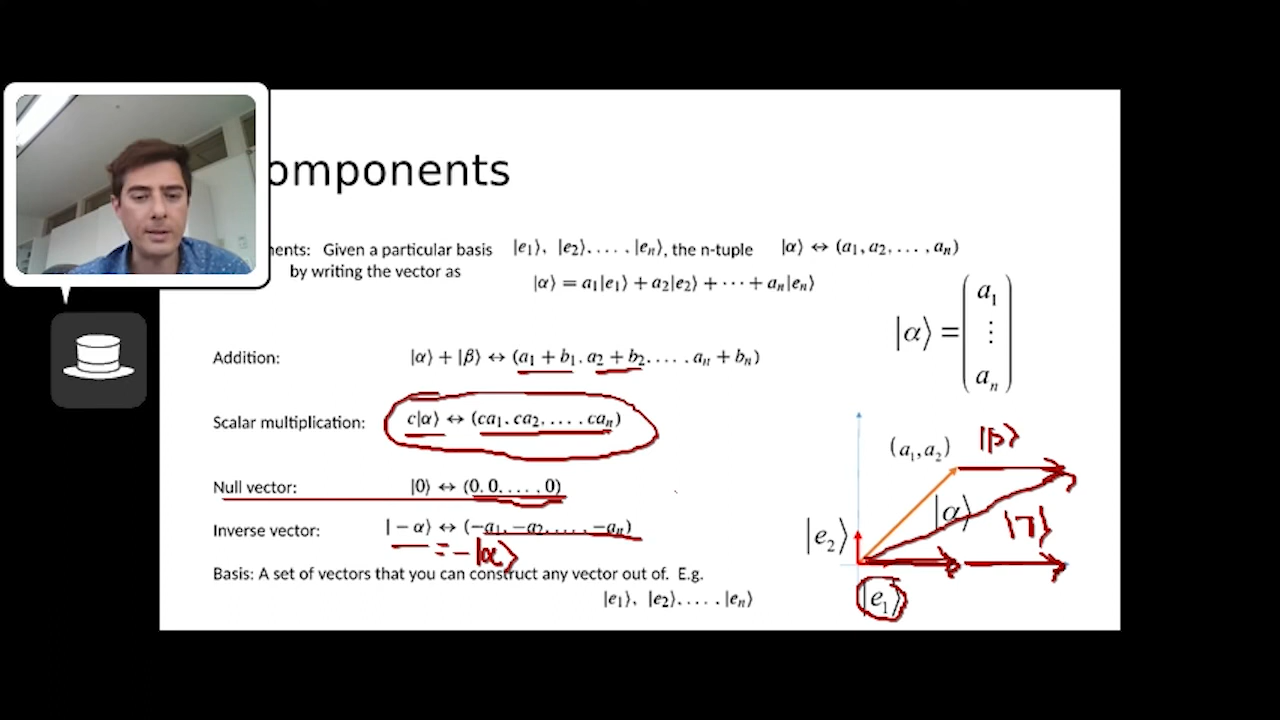 omponents
nents: Given a particular basis |e₁⟩, |e₂⟩. . . . . |eₙ⟩, the n-tuple |α⟩ ↔ (a₁, a₂, . . . , aₙ)
by writing the vector as |α⟩ = a₁|e₁⟩ + a₂|e₂⟩ + · · · + aₙ|eₙ⟩
|α⟩ = (a₁ ⋮ aₙ)
Addition: |α⟩ + |β⟩ ↔ (a₁ + b₁. a₂ + b₂. . . . . aₙ + bₙ)
Scalar multiplication: c|α⟩ ↔ (ca₁. ca₂. . . . . caₙ)
Null vector: |0⟩ ↔ (0. 0. . . . . 0)
Inverse vector: |−α⟩ ↔ (−a₁. −a₂. . . . . −aₙ)
= −|α⟩
Basis: A set of vectors that you can construct any vector out of. E.g.
|e₁⟩, |e₂⟩. . . . . |eₙ⟩
(a₁,a₂) |β⟩
|α⟩
|e₂⟩
|e₁⟩